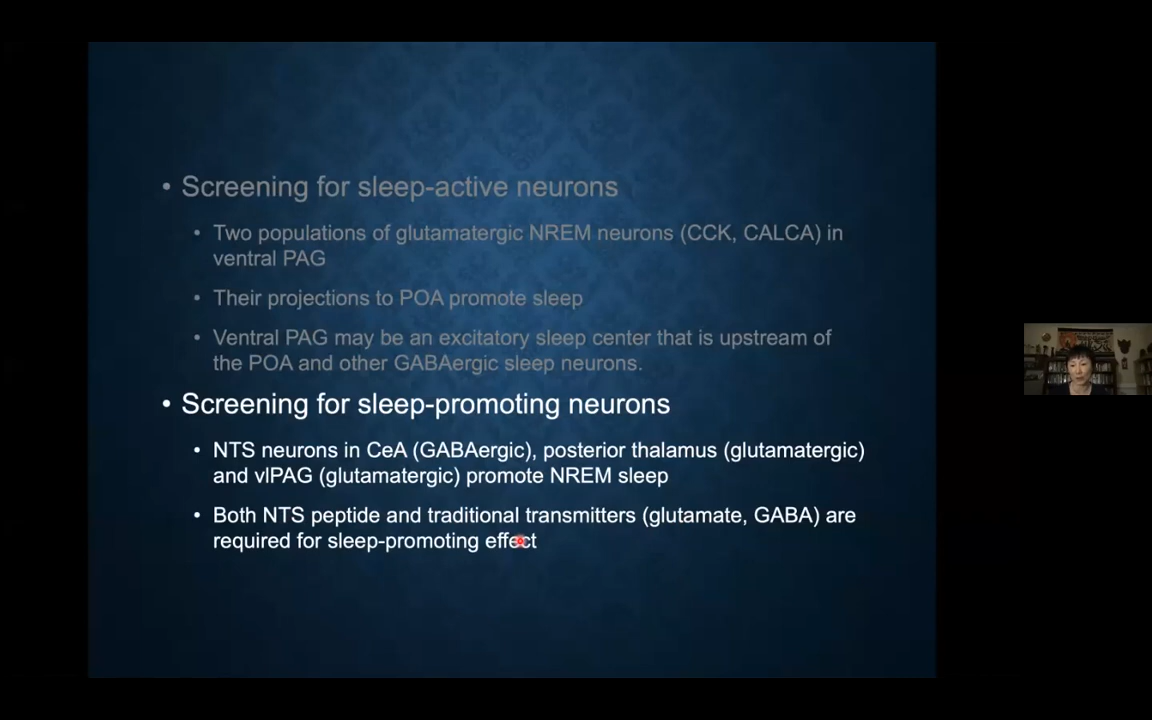 • Screening for sleep-active neurons
• Two populations of glutamatergic NREM neurons (CCK, CALCA) in
ventral PAG
• Their projections to POA promote sleep
• Ventral PAG may be an excitatory sleep center that is upstream of
the POA and other GABAergic sleep neurons.
• Screening for sleep-promoting neurons
• NTS neurons in CeA (GABAergic), posterior thalamus (glutamatergic)
and vlPAG (glutamatergic) promote NREM sleep
• Both NTS peptide and traditional transmitters (glutamate, GABA) are
required for sleep-promoting effect